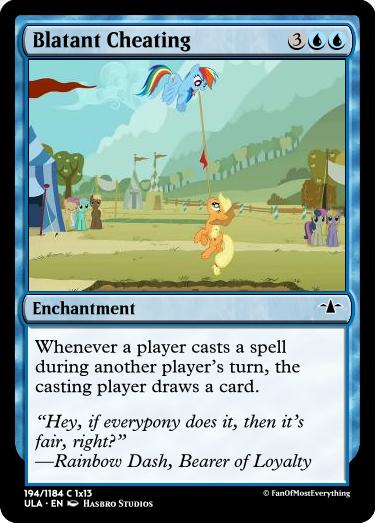 Blatant Cheating 3
Enchantment
Whenever a player casts a spell
during another player's turn, the
casting player draws a card.
“Hey, if everypony does it, then it's
fair, right?”
—Rainbow Dash, Bearer of Loyalty
194/1184 C 1x13
ULA • EN Hasbro Studios
© FanOfMostEverything